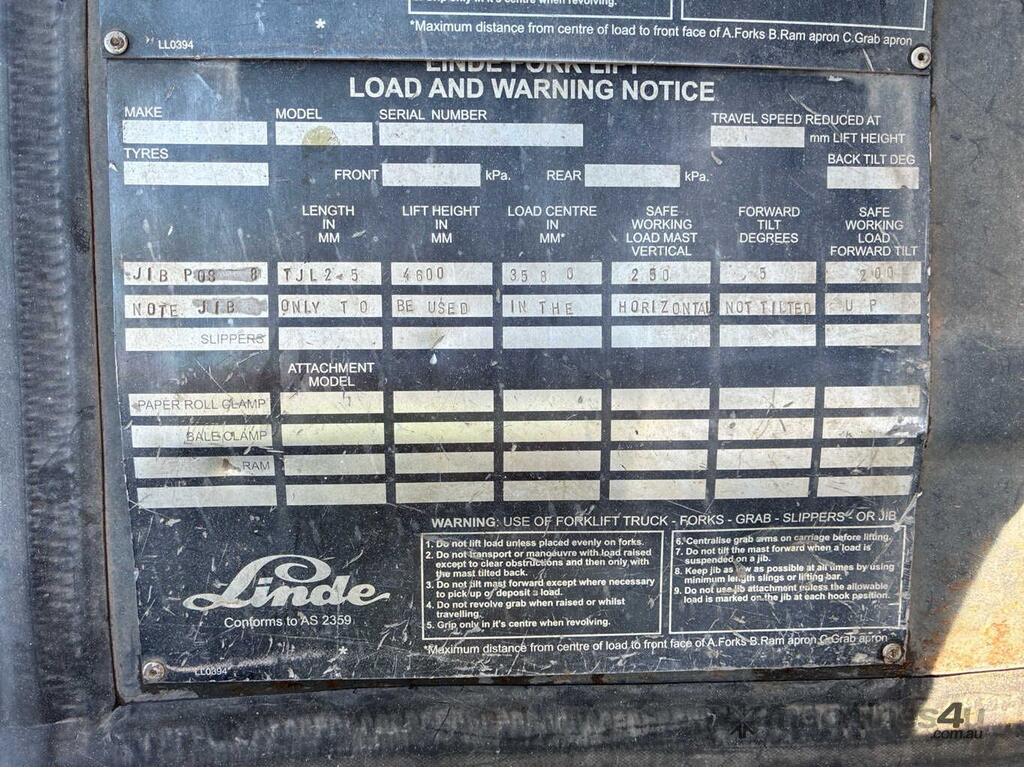 5. Grip only in it's centre when revolving.
*Maximum distance from centre of load to front face of A.Forks B.Ram apron C.Grab apron
* LL0394
LINDE FORK LIFT
LOAD AND WARNING NOTICE
MAKE MODEL SERIAL NUMBER TRAVEL SPEED REDUCED AT
mm LIFT HEIGHT
TYRES FRONT kPa. REAR kPa. BACK TILT DEG
LENGTH IN MM
LIFT HEIGHT IN MM
LOAD CENTRE IN MM*
SAFE WORKING LOAD MAST VERTICAL
FORWARD TILT DEGREES
SAFE WORKING LOAD FORWARD TILT
JIB POS 8 TJL2-5 4600 3580 250 5 200
NOTE. JIB ONLY TO BE USED IN THE HORIZONTAL NOT TILTED UP
SLIPPERS
ATTACHMENT MODEL
PAPER ROLL CLAMP
BALE CLAMP
RAM
WARNING: USE OF FORKLIFT TRUCK - FORKS - GRAB - SLIPPERS - OR JIB
1. Do not lift load unless placed evenly on forks.
2. Do not transport or manoeuvre with load raised
except to clear obstructions and then only with
the mast tilted back.
3. Do not tilt mast forward except where necessary
to pick up or deposit a load.
4. Do not revolve grab when raised or whilst
travelling.
5. Grip only in it's centre when revolving.
6. Centralise grab arms on carriage before lifting.
7. Do not tilt the mast forward when a load is
suspended on a jib.
8. Keep jib as low as possible at all times by using
minimum length slings or lifting bar.
9. Do not use jib attachment unless the allowable
load is marked on the jib at each hook position.
Linde
Conforms to AS 2359
*Maximum distance from centre of load to front face of A.Forks B.Ram apron C.Grab apron
* LL0394
machines4u
.com.au